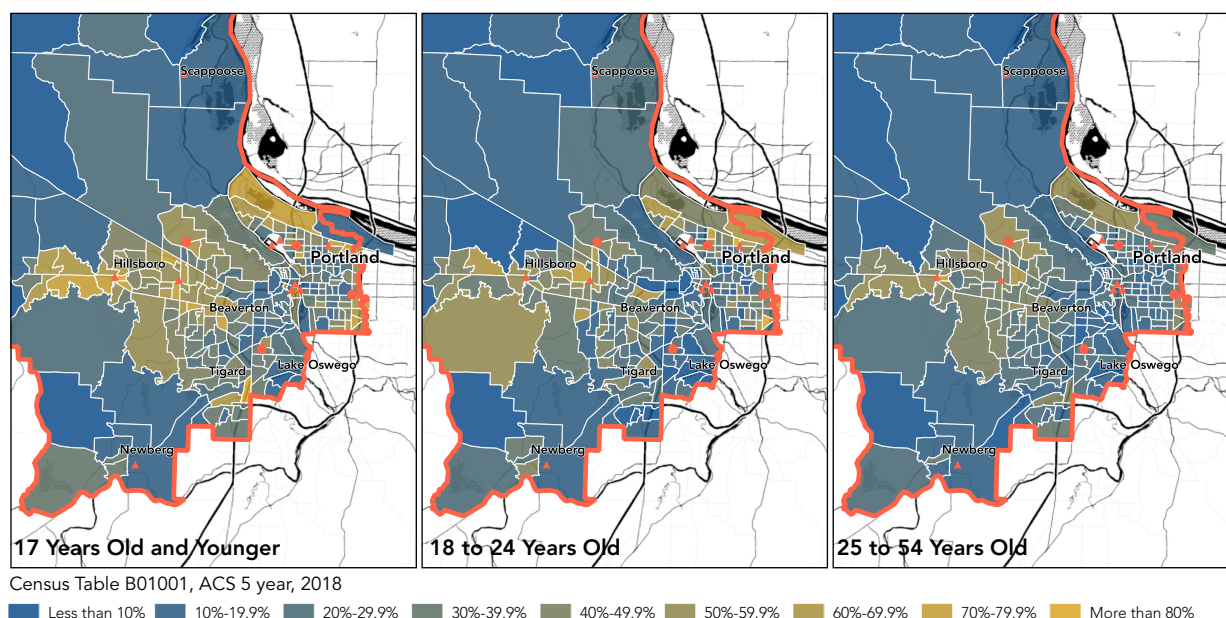 Scappoose
Hillsboro
Portland
Beaverton
Tigard
Lake Oswego
Newberg
17 Years Old and Younger
Scappoose
Hillsboro
Portland
Beaverton
Tigard
Lake Oswego
Newberg
18 to 24 Years Old
Scappoose
Hillsboro
Portland
Beaverton
Tigard
Lake Oswego
Newberg
25 to 54 Years Old
Census Table B01001, ACS 5 year, 2018
Less than 10% 10%-19.9% 20%-29.9% 30%-39.9% 40%-49.9% 50%-59.9% 60%-69.9% 70%-79.9% More than 80%